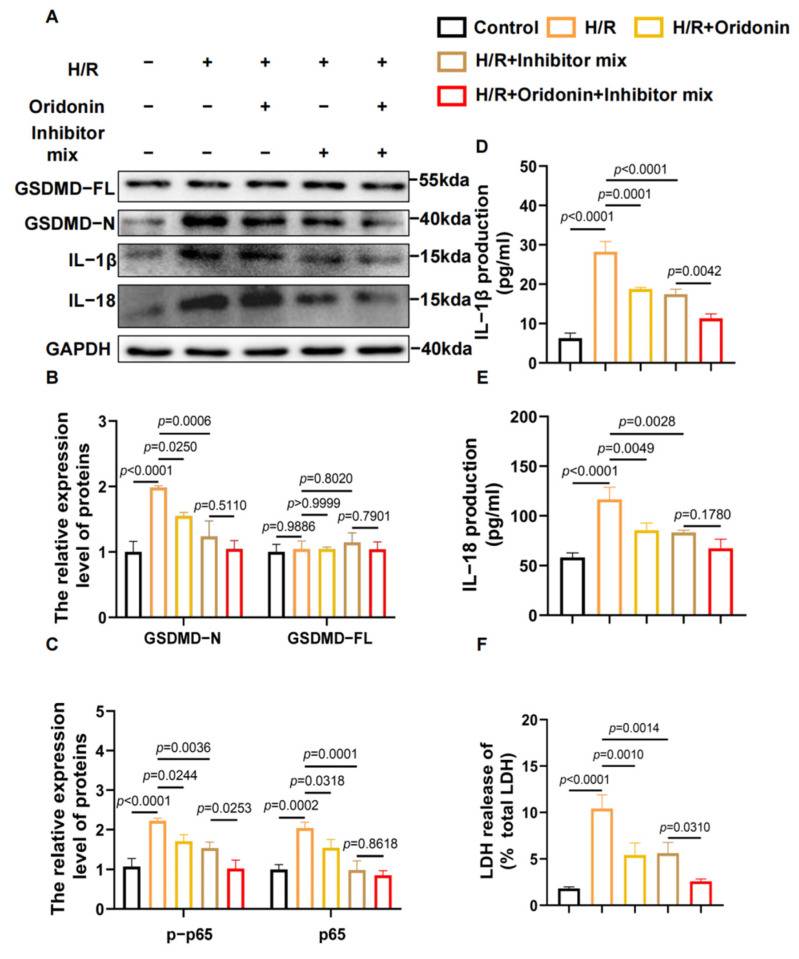 A
Control H/R H/R+Oridonin
H/R+Inhibitor mix
H/R+Oridonin+Inhibitor mix
H/R − + + + +
Oridonin − − + − +
Inhibitor
mix − − − + +
GSDMD−FL 55kda
GSDMD−N 40kda
IL−1β 15kda
IL−18 15kda
GAPDH 40kda
B
The relative expression
level of proteins
3
2
1
0
p=0.0006
p=0.0250
p<0.0001
p=0.5110
p=0.8020
p>0.9999
p=0.9886
p=0.7901
GSDMD−N GSDMD−FL
C
The relative expression
level of proteins
5
4
3
2
1
0
p=0.0036
p=0.0244
p<0.0001
p=0.0253
p=0.0001
p=0.0318
p=0.0002
p=0.8618
p−p65 p65
D
IL−1β production
(pg/ml)
50
40
30
20
10
0
p<0.0001
p=0.0001
p<0.0001
p=0.0042
E
IL−18 production
(pg/ml)
200
150
100
50
0
p=0.0028
p=0.0049
p<0.0001
p=0.1780
F
LDH realease of
(% total LDH)
20
15
10
5
0
p=0.0014
p=0.0010
p<0.0001
p=0.0310